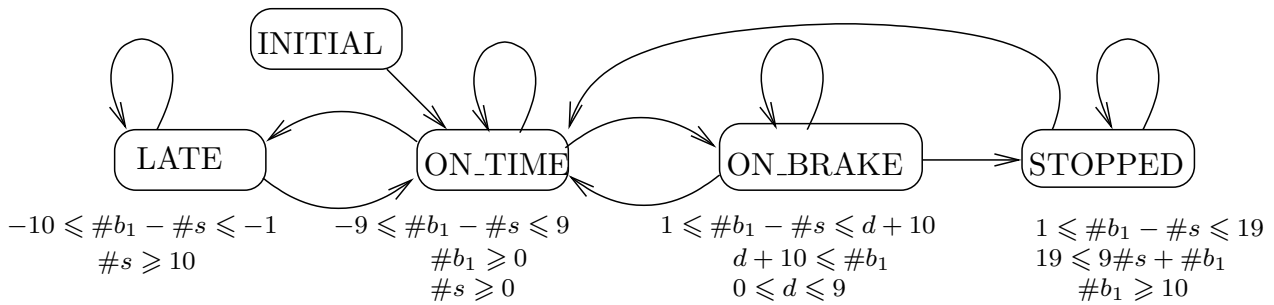 INITIAL
LATE
ON_TIME
ON_BRAKE
STOPPED
−10 ⩽ #b₁ − #s ⩽ −1
#s ⩾ 10
−9 ⩽ #b₁ − #s ⩽ 9
#b₁ ⩾ 0
#s ⩾ 0
1 ⩽ #b₁ − #s ⩽ d + 10
d + 10 ⩽ #b₁
0 ⩽ d ⩽ 9
1 ⩽ #b₁ − #s ⩽ 19
19 ⩽ 9#s + #b₁
#b₁ ⩾ 10